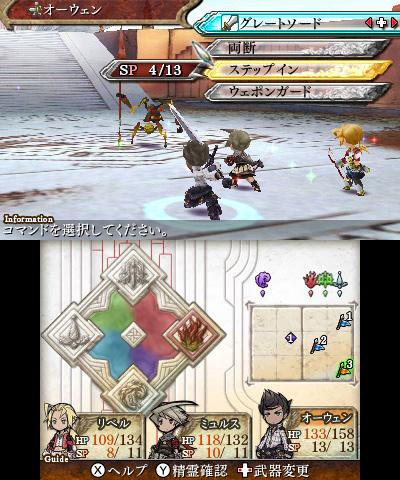 オーウェン
グレートソード
両断
SP 4/13
ステップイン
ウェポンガード
Information
コマンドを選択してください。
1
1
2
3
リベル
HP 109/134
SP 8/11
Guide
ミュルス
HP 118/132
SP 10/11
オーウェン
HP 133/158
SP 13/13
Xヘルプ Y精霊確認 武器変更